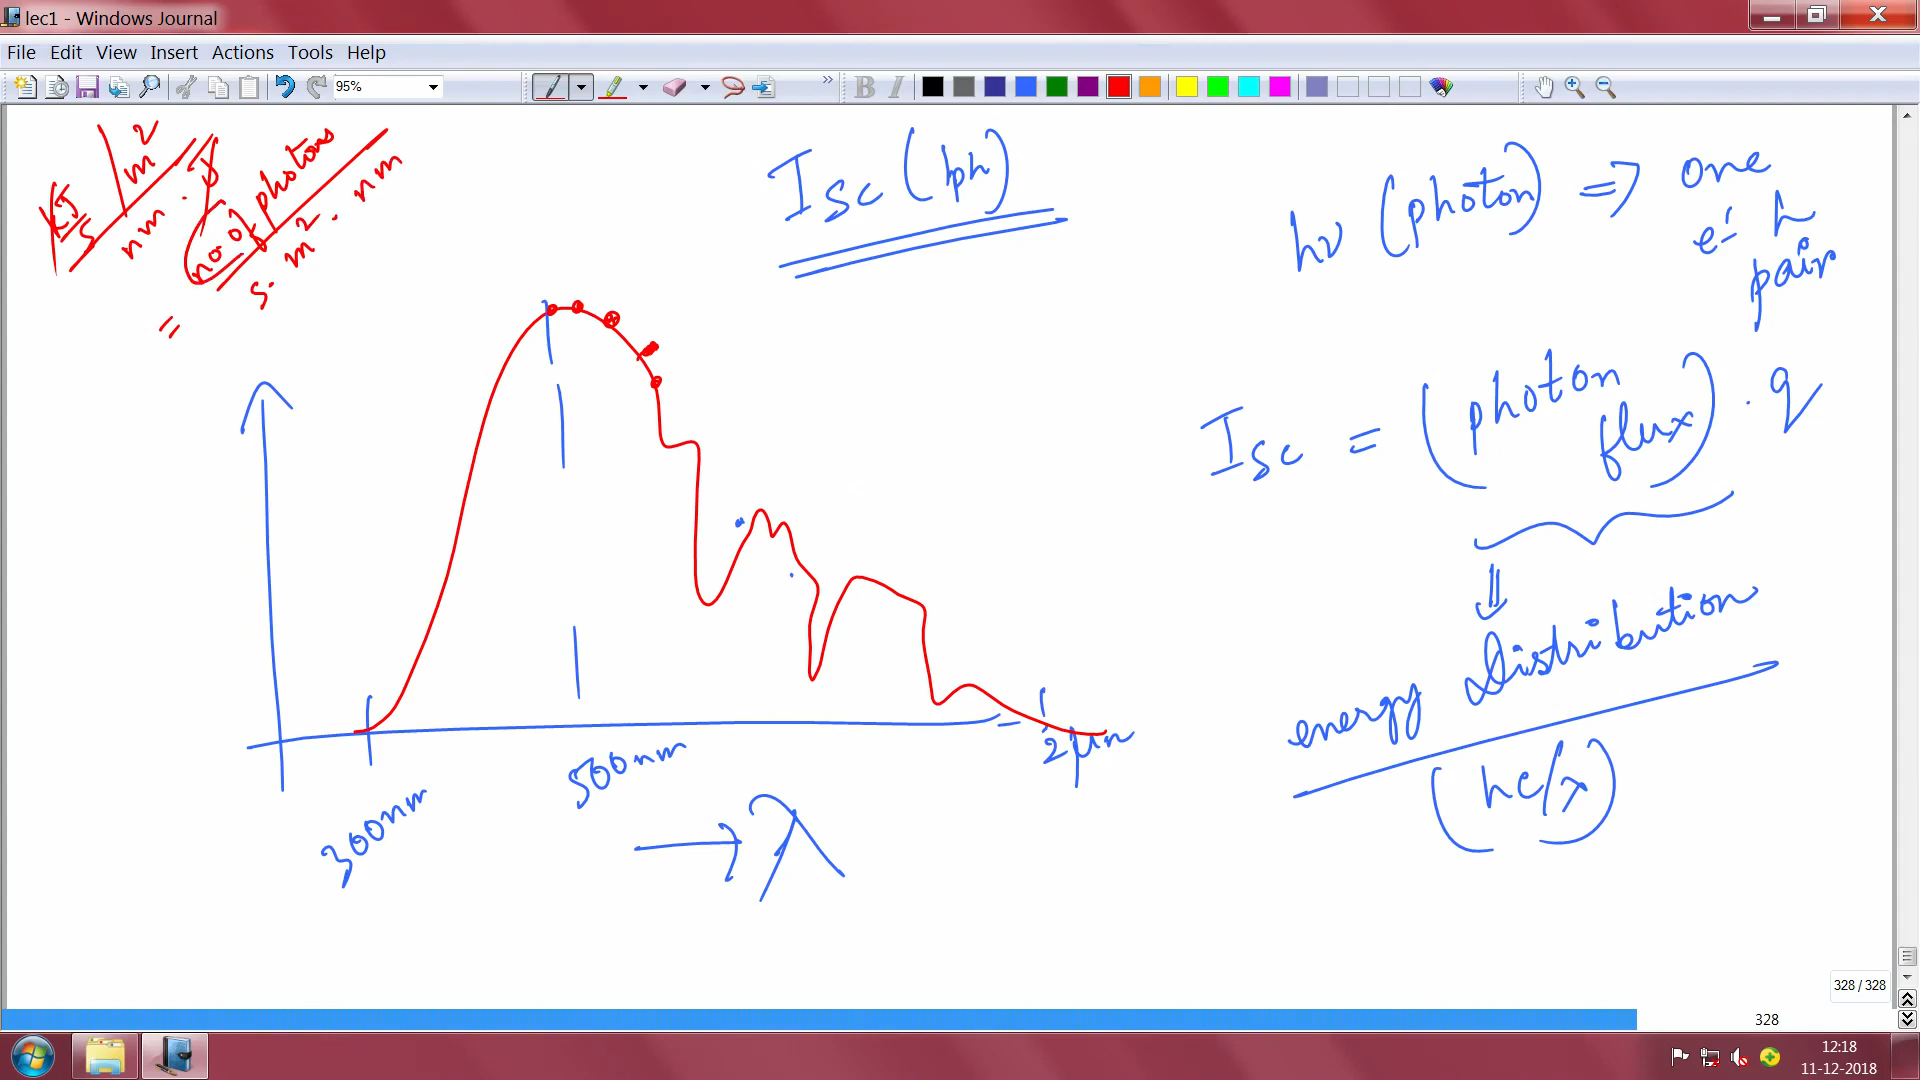 lec1 - Windows Journal
File Edit View Insert Actions Tools Help
95%
B I
kJ/s / m²
nm .
no. of photons
s. m². nm
=
Isc (ph)
hν (photon) => one
e⁻ h
pair
Isc = (photon flux) . q
energy Distribution
(hc/λ)
300nm
500nm
2μm
→ λ
328 / 328
328
12:18
11-12-2018